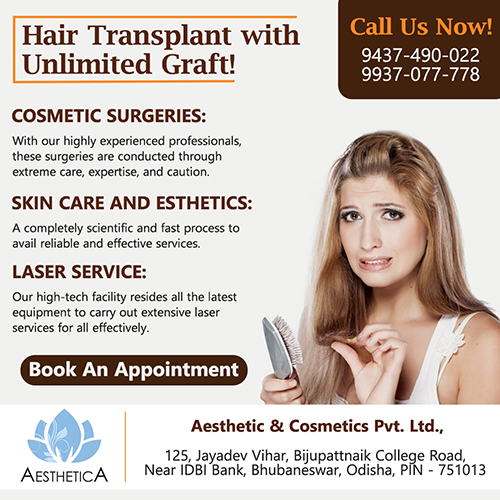 Hair Transplant with
Unlimited Graft!
Call Us Now!
9437-490-022
9937-077-778
COSMETIC SURGERIES:
With our highly experienced professionals,
these surgeries are conducted through
extreme care, expertise, and caution.
SKIN CARE AND ESTHETICS:
A completely scientific and fast process to
avail reliable and effective services.
LASER SERVICE:
Our high-tech facility resides all the latest
equipment to carry out extensive laser
services for all effectively.
Book An Appointment
AESTHETICA
Aesthetic & Cosmetics Pvt. Ltd.,
125, Jayadev Vihar, Bijupattnaik College Road,
Near IDBI Bank, Bhubaneswar, Odisha, PIN - 751013